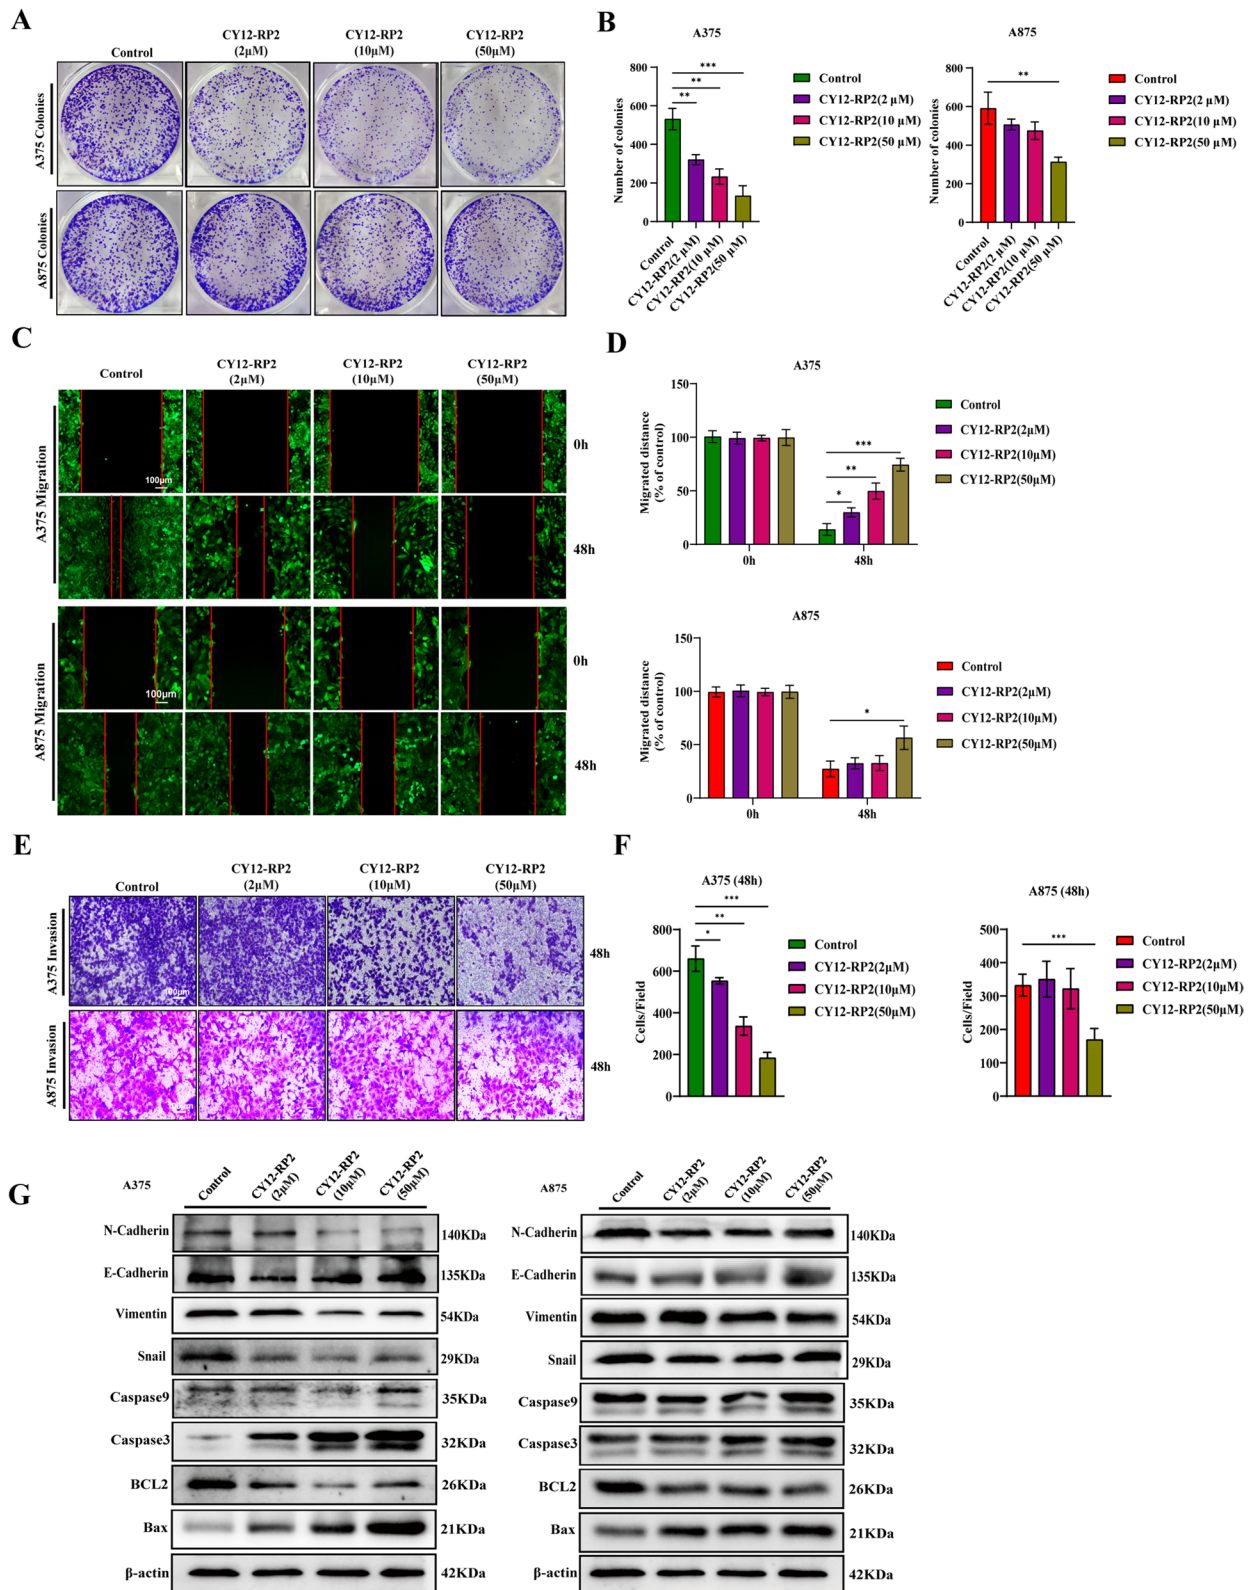 A
Control
CY12-RP2
(2μM)
CY12-RP2
(10μM)
CY12-RP2
(50μM)
A375 Colonies
A875 Colonies
B
A375
Number of colonies
800
600
400
200
0
Control
CY12-RP2(2 μM)
CY12-RP2(10 μM)
CY12-RP2(50 μM)
**
**
***
Control
CY12-RP2(2 μM)
CY12-RP2(10 μM)
CY12-RP2(50 μM)
A875
Number of colonies
800
600
400
200
0
Control
CY12-RP2(2 μM)
CY12-RP2(10 μM)
CY12-RP2(50 μM)
**
Control
CY12-RP2(2 μM)
CY12-RP2(10 μM)
CY12-RP2(50 μM)
C
Control
CY12-RP2
(2μM)
CY12-RP2
(10μM)
CY12-RP2
(50μM)
A375 Migration
100μm
0h
48h
A875 Migration
100μm
0h
48h
D
A375
Migrated distance
(% of control)
150
100
50
0
0h
48h
*
**
***
Control
CY12-RP2(2μM)
CY12-RP2(10μM)
CY12-RP2(50μM)
A875
Migrated distance
(% of control)
150
100
50
0
0h
48h
*
Control
CY12-RP2(2μM)
CY12-RP2(10μM)
CY12-RP2(50μM)
E
Control
CY12-RP2
(2μM)
CY12-RP2
(10μM)
CY12-RP2
(50μM)
A375 Invasion
100μm
48h
A875 Invasion
48h
F
A375 (48h)
Cells/Field
800
600
400
200
0
*
**
***
Control
CY12-RP2(2μM)
CY12-RP2(10μM)
CY12-RP2(50μM)
A875 (48h)
Cells/Field
500
400
300
200
100
0
***
Control
CY12-RP2(2μM)
CY12-RP2(10μM)
CY12-RP2(50μM)
G
A375
Control
CY12-RP2
(2μM)
CY12-RP2
(10μM)
CY12-RP2
(50μM)
N-Cadherin
140KDa
E-Cadherin
135KDa
Vimentin
54KDa
Snail
29KDa
Caspase9
35KDa
Caspase3
32KDa
BCL2
26KDa
Bax
21KDa
β-actin
42KDa
A875
Control
CY12-RP2
(2μM)
CY12-RP2
(10μM)
CY12-RP2
(50μM)
N-Cadherin
140KDa
E-Cadherin
135KDa
Vimentin
54KDa
Snail
29KDa
Caspase9
35KDa
Caspase3
32KDa
BCL2
26KDa
Bax
21KDa
β-actin
42KDa